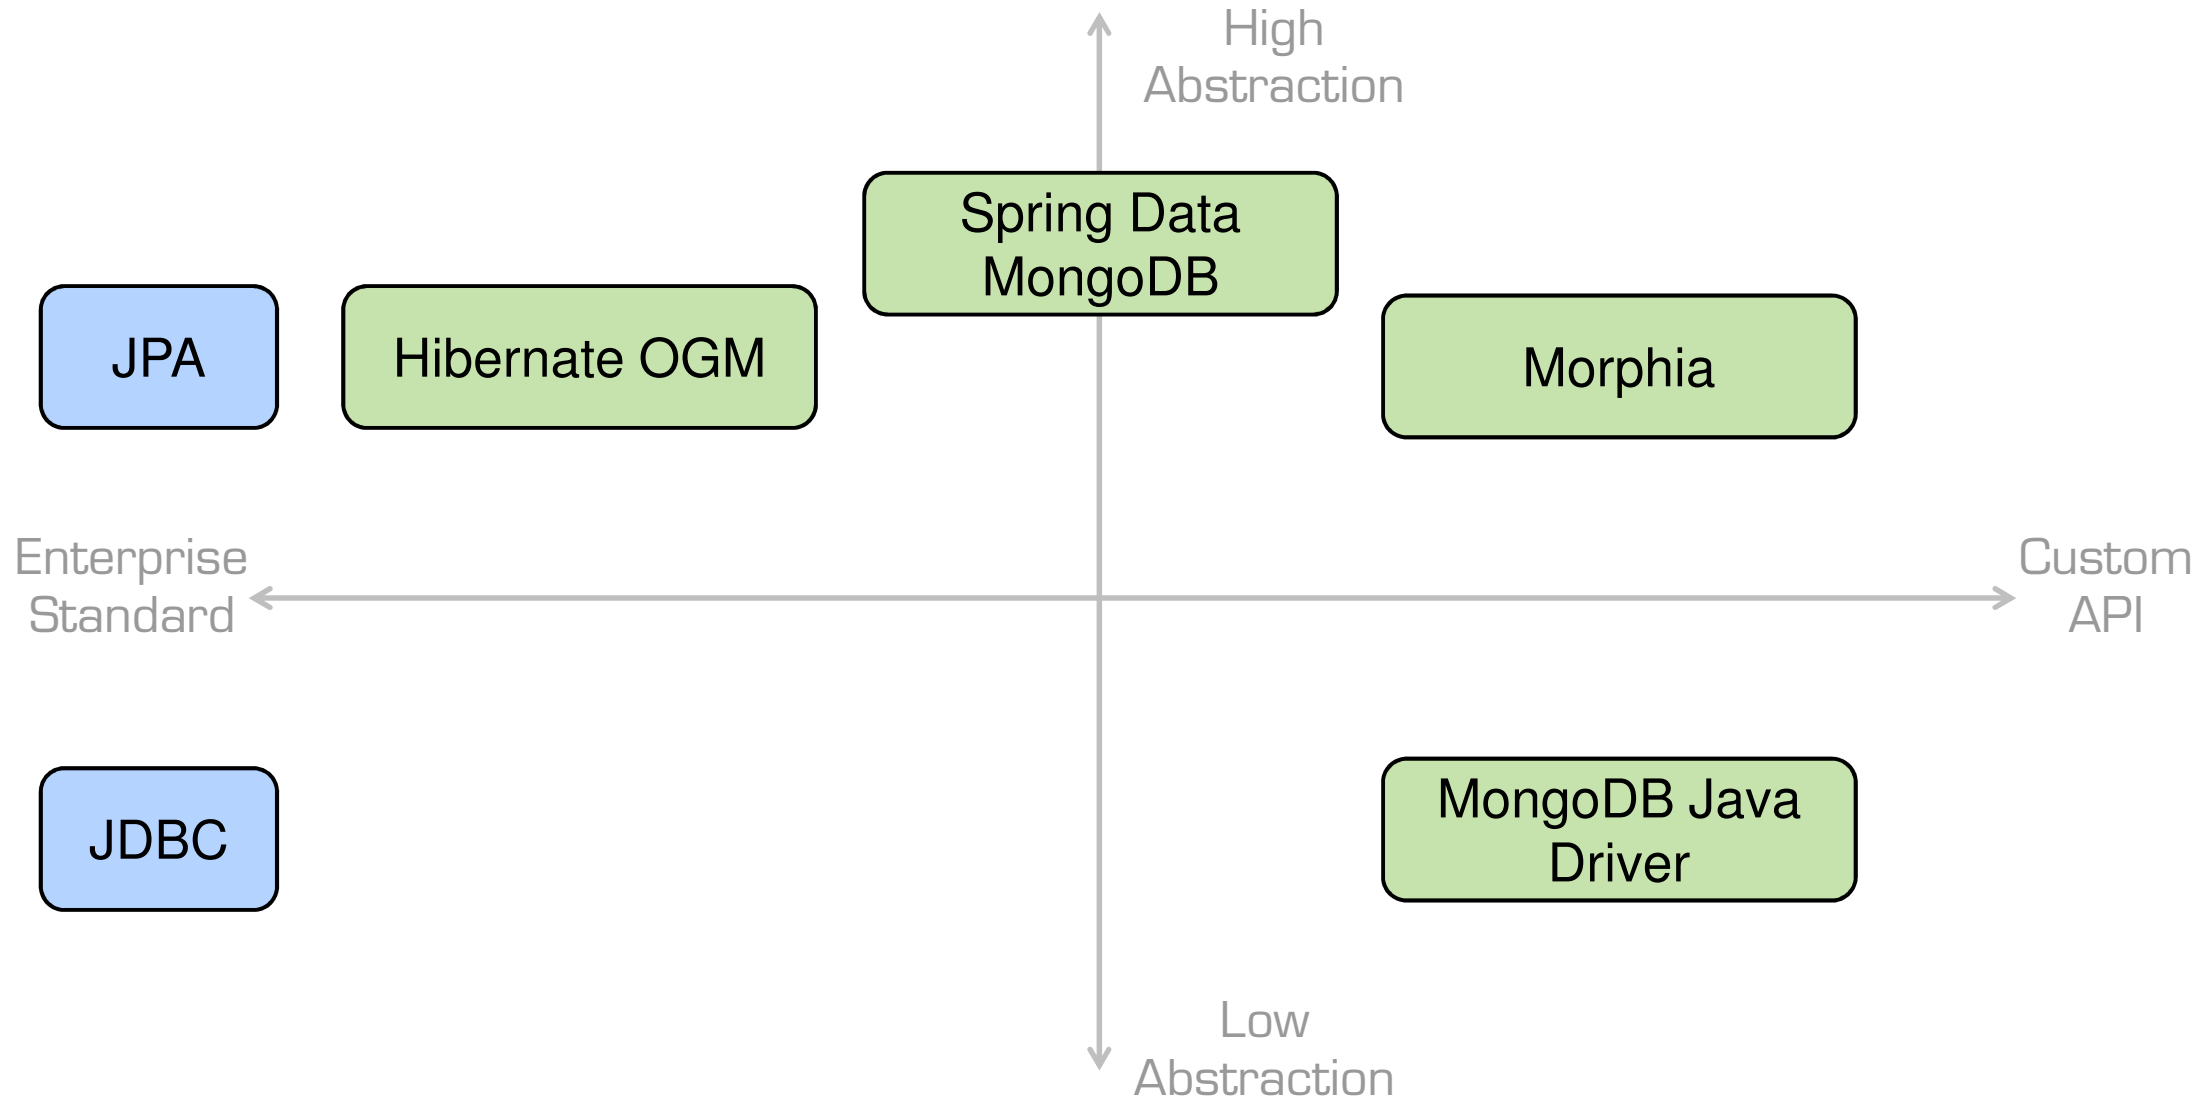 High
Abstraction
Spring Data
MongoDB
JPA
Hibernate OGM
Morphia
Enterprise
Standard
Custom
API
JDBC
MongoDB Java
Driver
Low
Abstraction